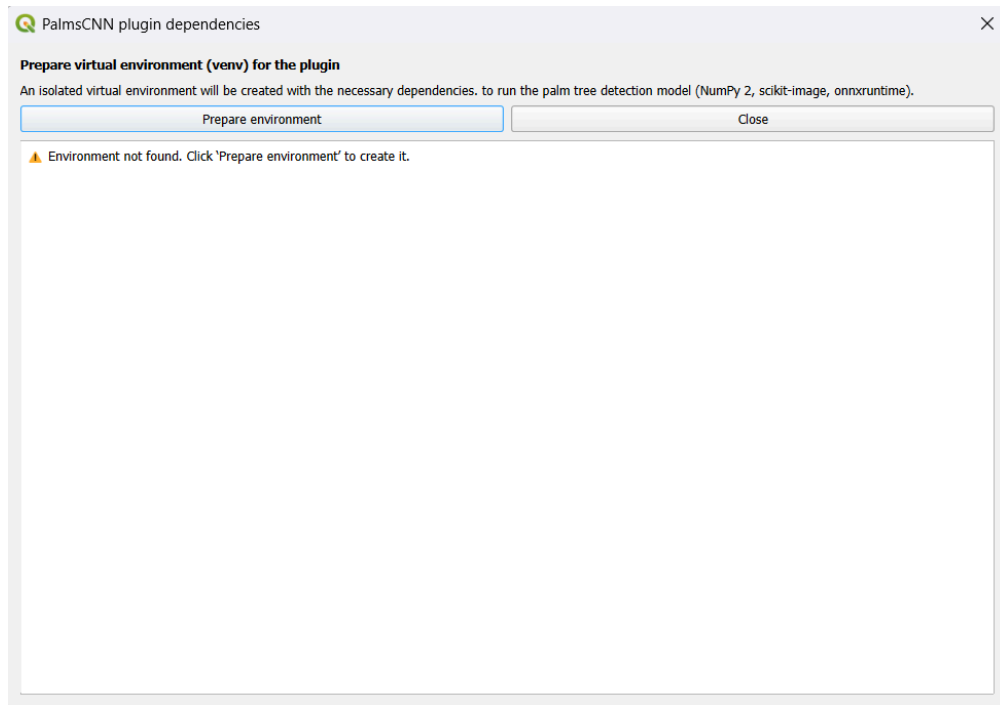 PalmsCNN plugin dependencies
Prepare virtual environment (venv) for the plugin
An isolated virtual environment will be created with the necessary dependencies. to run the palm tree detection model (NumPy 2, scikit-image, onnxruntime).
Prepare environment
Close
Environment not found. Click ‘Prepare environment’ to create it.